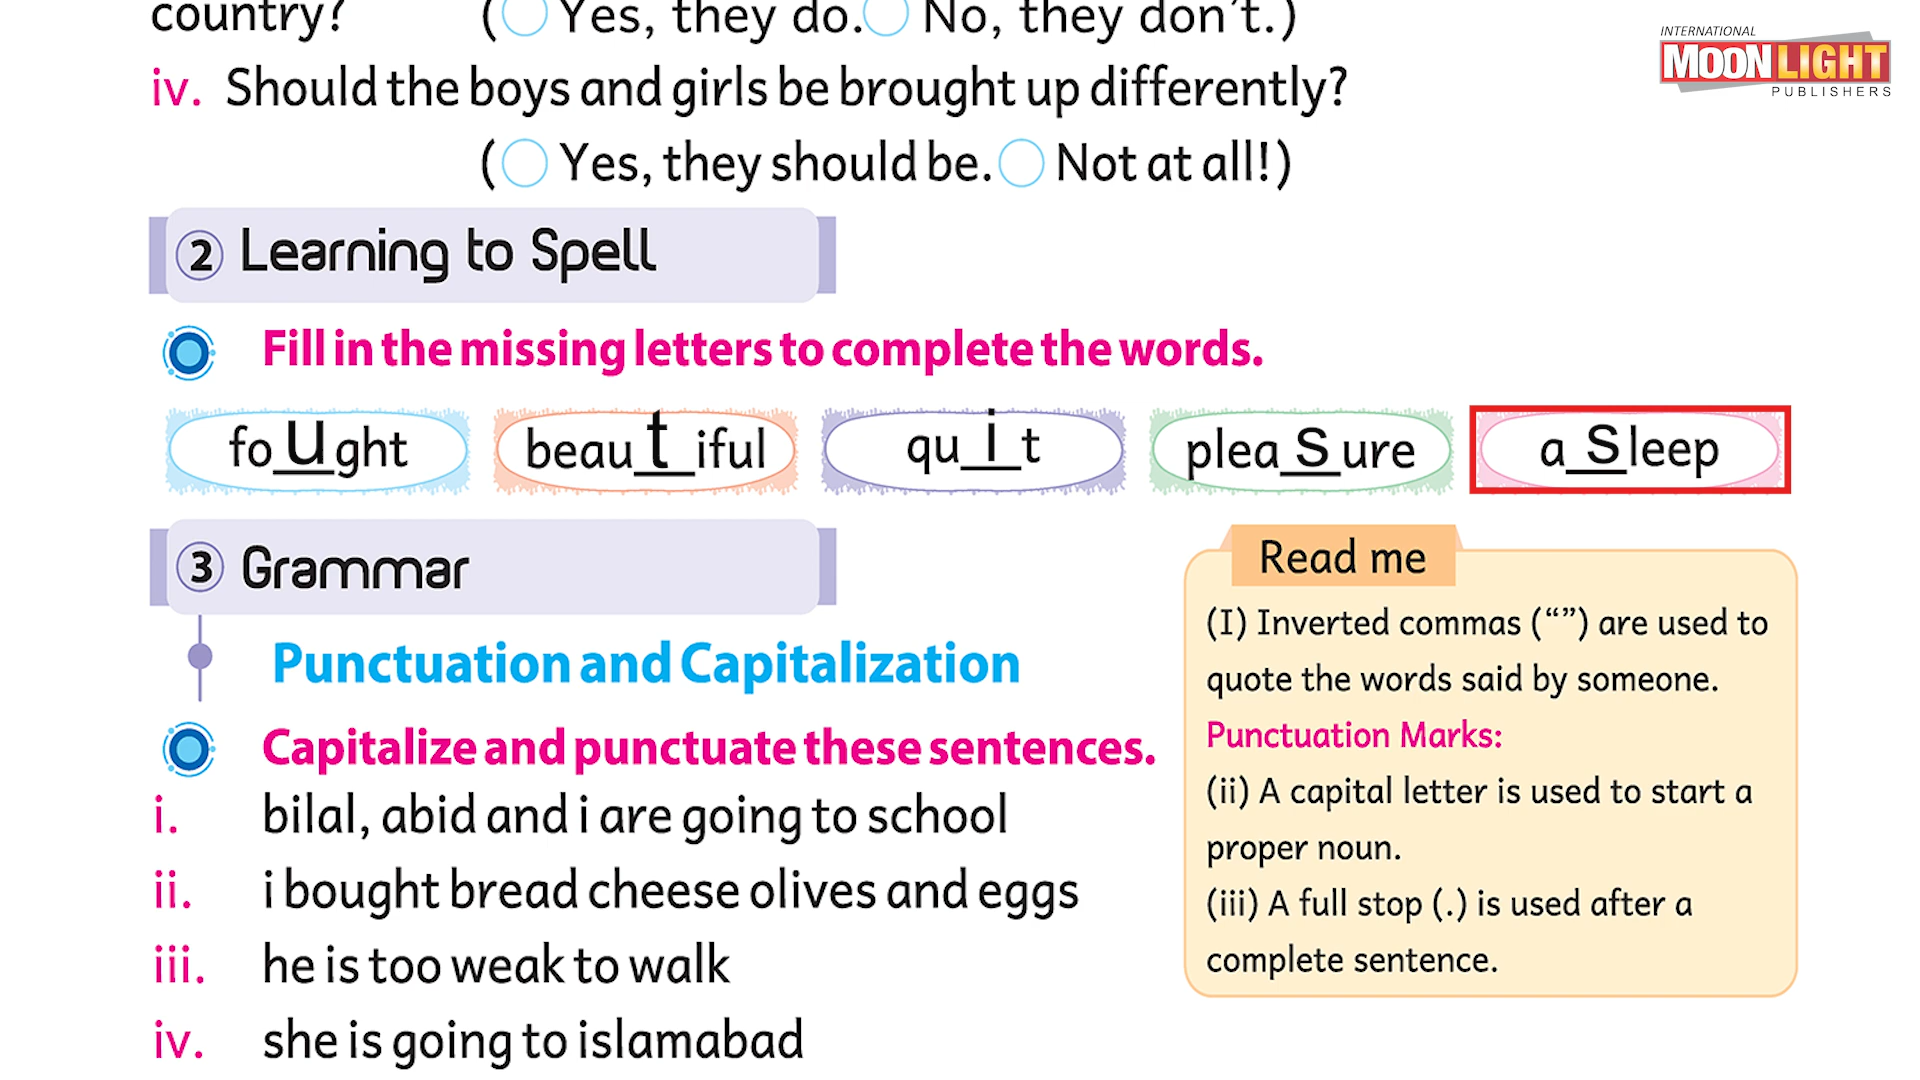 country? (○ Yes, they do.○ No, they don't.)
INTERNATIONAL
MOONLIGHT
PUBLISHERS
iv. Should the boys and girls be brought up differently?
(○ Yes, they should be.○ Not at all!)
2 Learning to Spell
Fill in the missing letters to complete the words.
fo u ght beau t iful qu i t plea s ure a s leep
3 Grammar
Punctuation and Capitalization
Capitalize and punctuate these sentences.
i. bilal, abid and i are going to school
ii. i bought bread cheese olives and eggs
iii. he is too weak to walk
iv. she is going to islamabad
Read me
(I) Inverted commas (“”) are used to
quote the words said by someone.
Punctuation Marks:
(ii) A capital letter is used to start a
proper noun.
(iii) A full stop (.) is used after a
complete sentence.